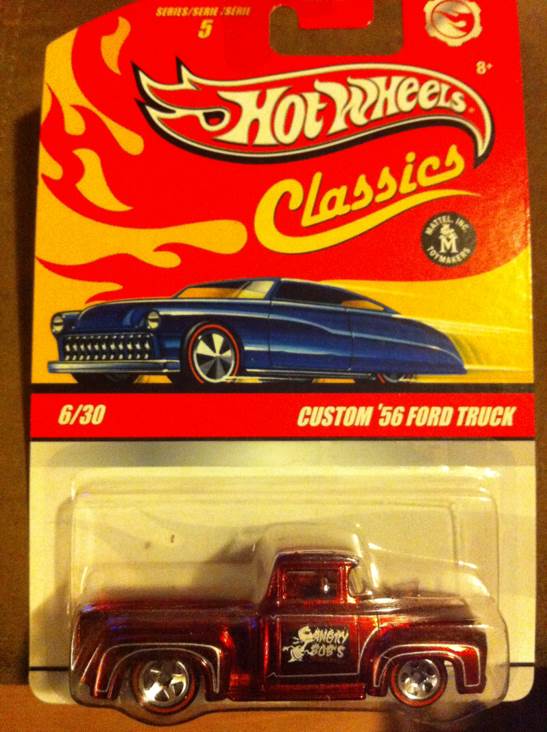 SERIES/SERIE/SERIE
5
8+
HOT WHEELS
Classics
MATTEL, INC.
M
TOYMAKERS
6/30
CUSTOM '56 FORD TRUCK
ANGRY
BOB'S